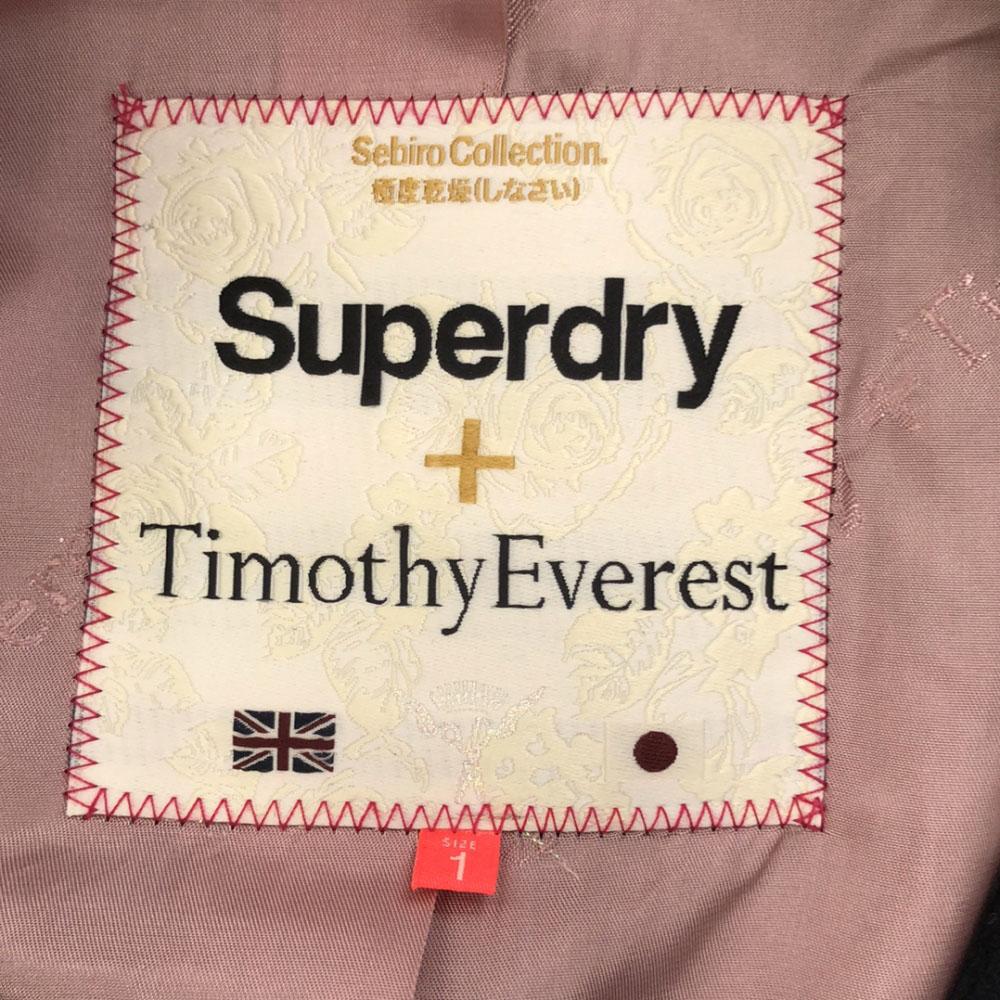 Sebiro Collection.
極度乾燥(しなさい)
Superdry
+
TimothyEverest
SIZE
1